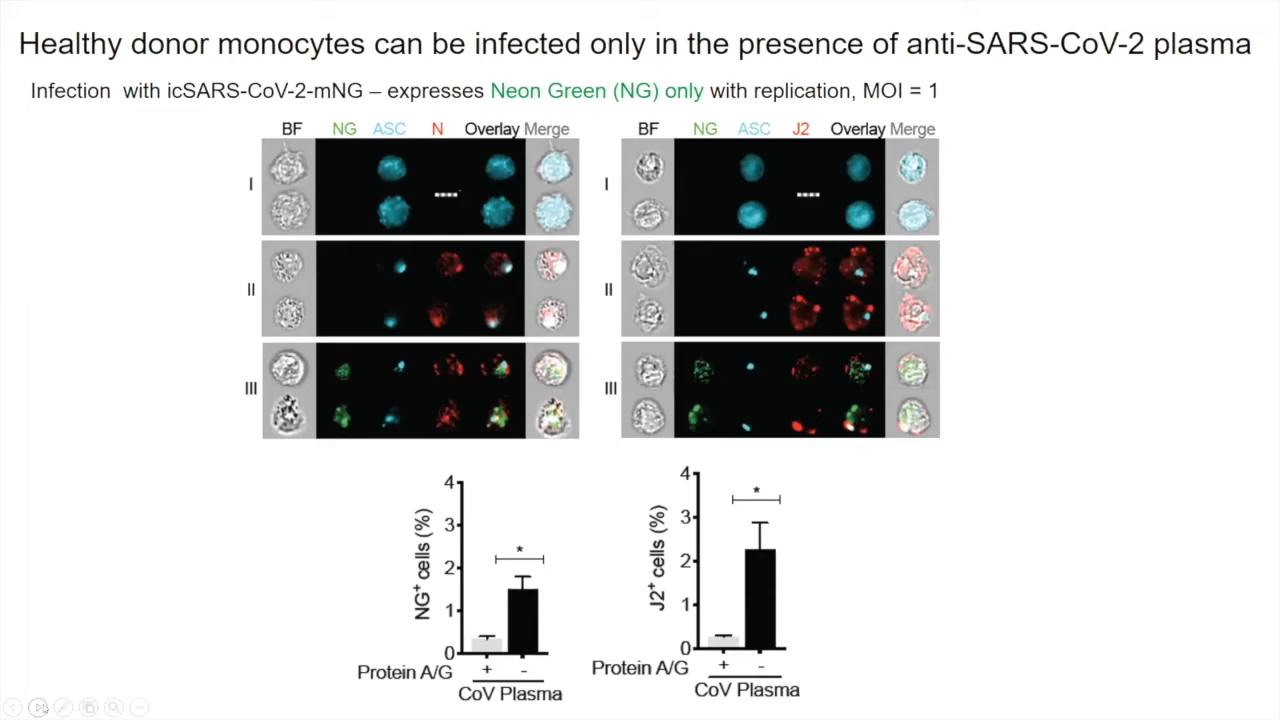 Healthy donor monocytes can be infected only in the presence of anti-SARS-CoV-2 plasma
Infection with icSARS-CoV-2-mNG – expresses Neon Green (NG) only with replication, MOI = 1
BF NG ASC N Overlay Merge
I
II
III
BF NG ASC J2 Overlay Merge
I
II
III
NG⁺ cells (%)
4
3
2
1
0
*
Protein A/G + -
CoV Plasma
J2⁺ cells (%)
4
3
2
1
0
*
Protein A/G + -
CoV Plasma